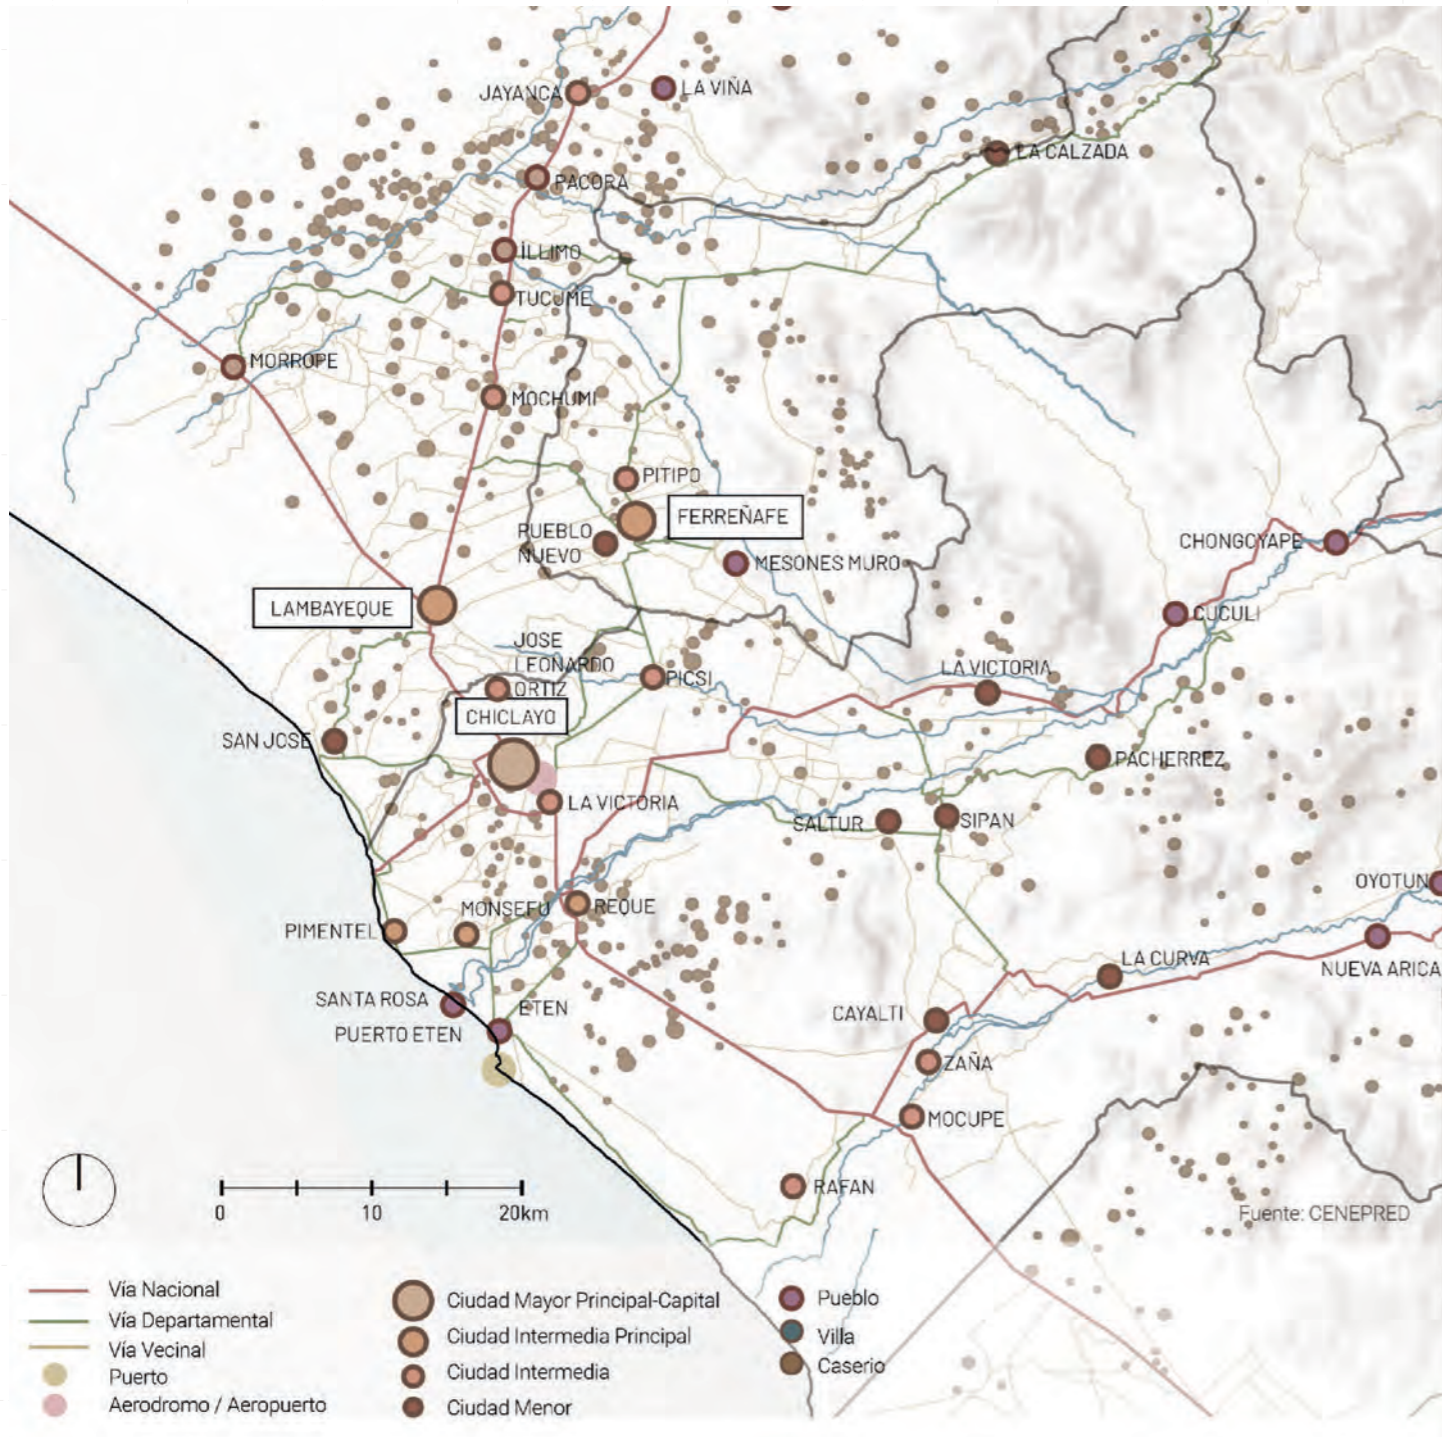 JAYANCA
LA VIÑA
LA CALZADA
PACORA
ÍLLIMO
TUCUME
MORROPE
MOCHUMI
PITIPO
FERREÑAFE
PUEBLO
NUEVO
CHONGOYAPE
MESONES MURO
LAMBAYEQUE
CUCULI
JOSE
LEONARDO
ORTIZ
LA VICTORIA
PICSI
CHICLAYO
SAN JOSE
PACHERREZ
LA VICTORIA
SALTUR
SIPAN
OYOTUN
MONSEFU
REQUE
PIMENTEL
LA CURVA
NUEVA ARICA
SANTA ROSA
ETEN
CAYALTI
PUERTO ETEN
ZAÑA
MOCUPE
RAFAN
0 10 20km
Fuente: CENEPRED
Vía Nacional
Vía Departamental
Vía Vecinal
Puerto
Aerodromo / Aeropuerto
Ciudad Mayor Principal-Capital
Ciudad Intermedia Principal
Ciudad Intermedia
Ciudad Menor
Pueblo
Villa
Caserio